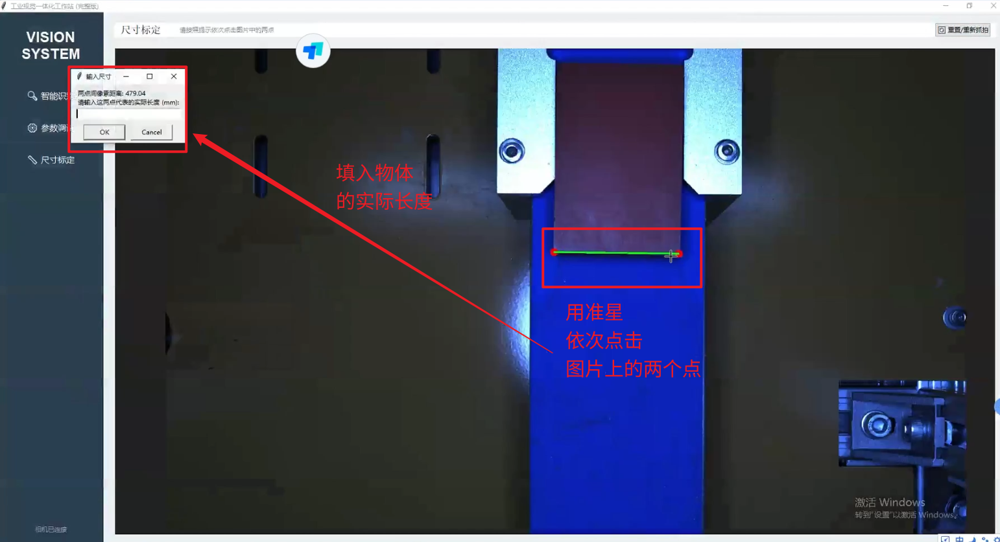 工业视觉一体化工作站 (完整版)
VISION
SYSTEM
尺寸标定
请按照提示依次点击图片中的两点
重置/重新抓拍
输入尺寸
两点间像素距离: 479.04
请输入这两点代表的实际长度 (mm):
OK
Cancel
智能识
参数调
尺寸标定
填入物体
的实际长度
用准星
依次点击
图片上的两个点
激活 Windows
转到"设置"以激活 Windows。
相机已连接
中